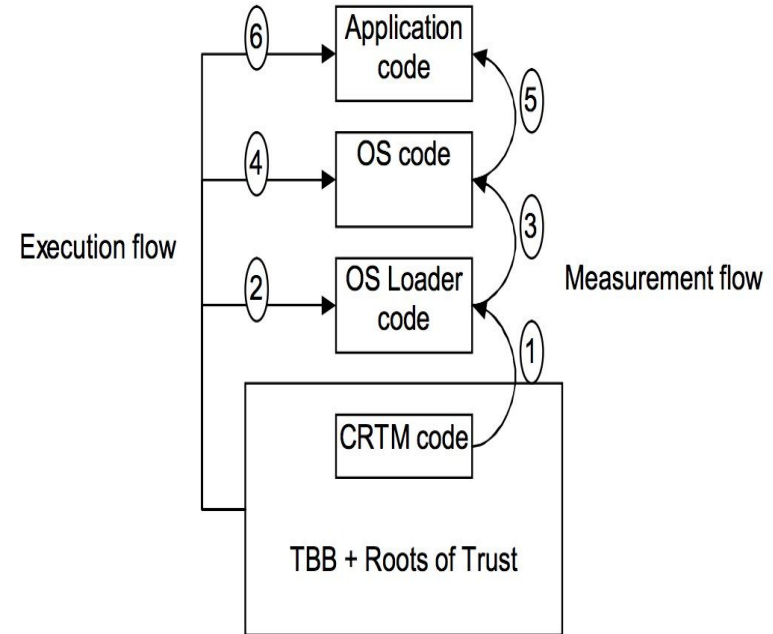 6
Application
code
5
4
OS code
3
Execution flow
2
OS Loader
code
Measurement flow
1
CRTM code
TBB + Roots of Trust